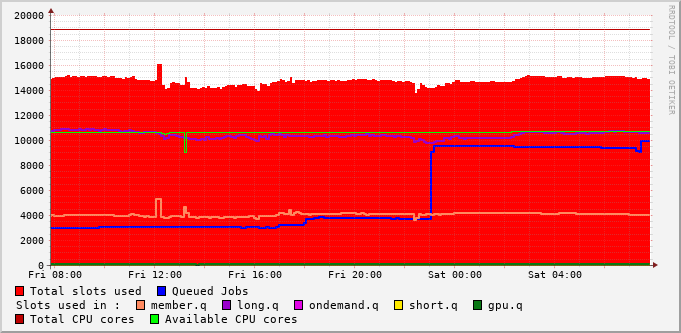 20000
18000
16000
14000
12000
10000
8000
6000
4000
2000
0
Fri 08:00 Fri 12:00 Fri 16:00 Fri 20:00 Sat 00:00 Sat 04:00
Total slots used Queued Jobs
Slots used in : member.q long.q ondemand.q short.q gpu.q
Total CPU cores Available CPU cores
RRDTOOL / TOBI OETIKER